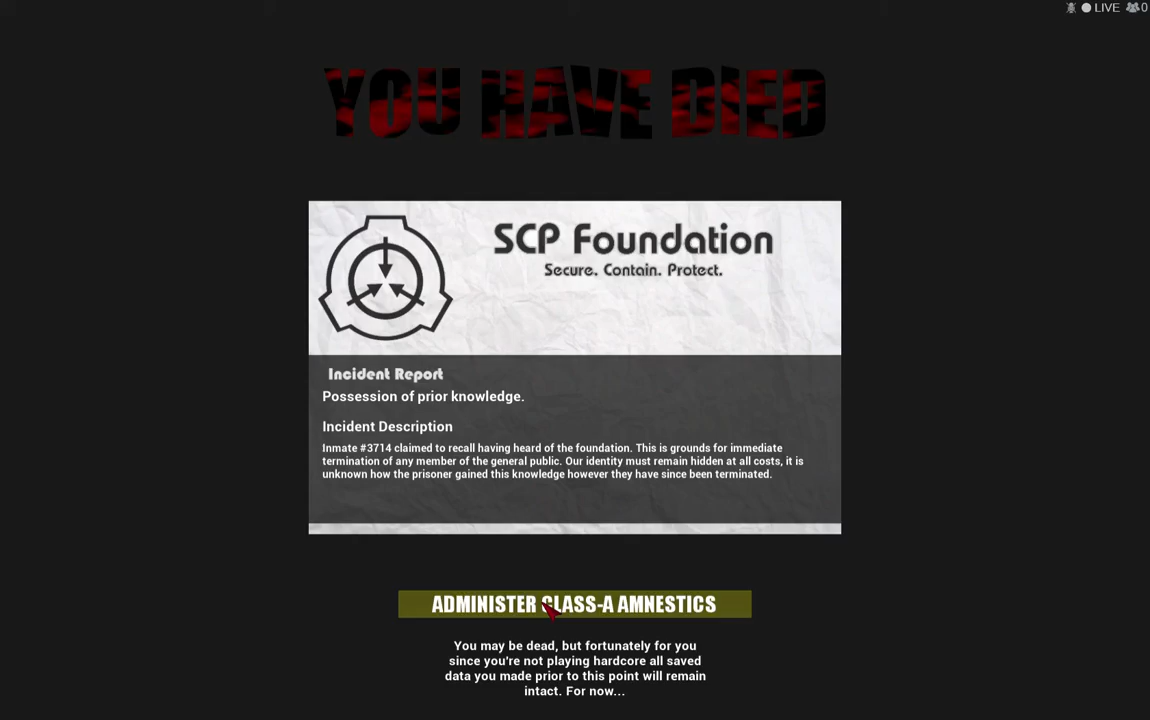 LIVE 0
YOU HAVE DIED
SCP Foundation
Secure. Contain. Protect.
Incident Report
Possession of prior knowledge.
Incident Description
Inmate #3714 claimed to recall having heard of the foundation. This is grounds for immediate
termination of any member of the general public. Our identity must remain hidden at all costs, it is
unknown how the prisoner gained this knowledge however they have since been terminated.
ADMINISTER CLASS-A AMNESTICS
You may be dead, but fortunately for you
since you're not playing hardcore all saved
data you made prior to this point will remain
intact. For now...